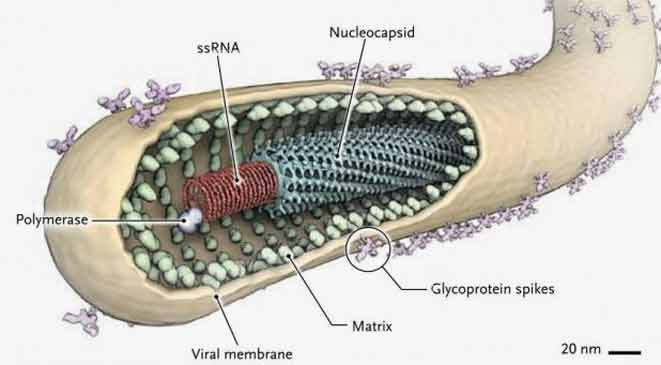 Nucleocapsid
ssRNA
Polymerase
Glycoprotein spikes
Matrix
Viral membrane
20 nm